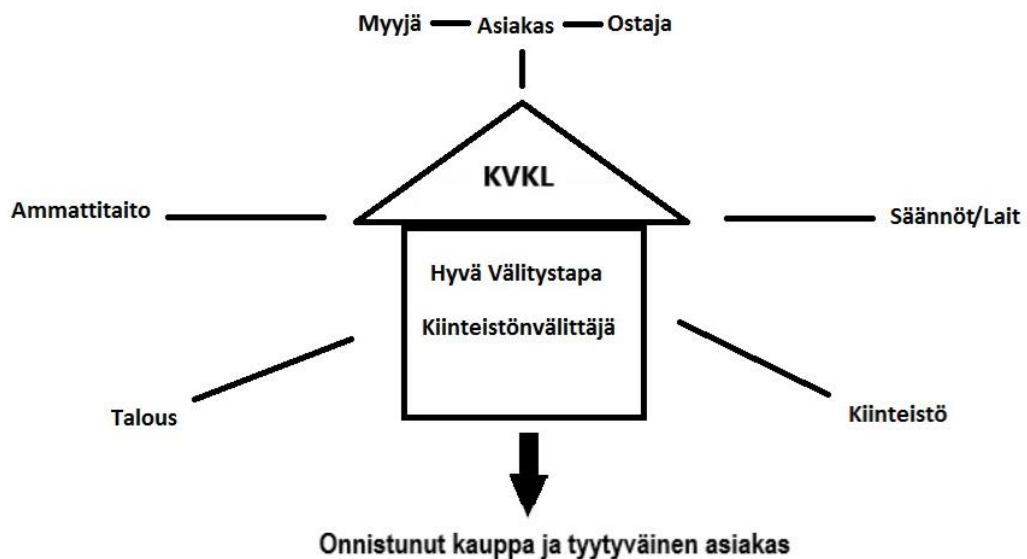 Myyjä Asiakas Ostaja
KVKL
Ammattitaito
Säännöt/Lait
Hyvä Välitystapa
Kiinteistönvälittäjä
Talous
Kiinteistö
Onnistunut kauppa ja tyytyväinen asiakas